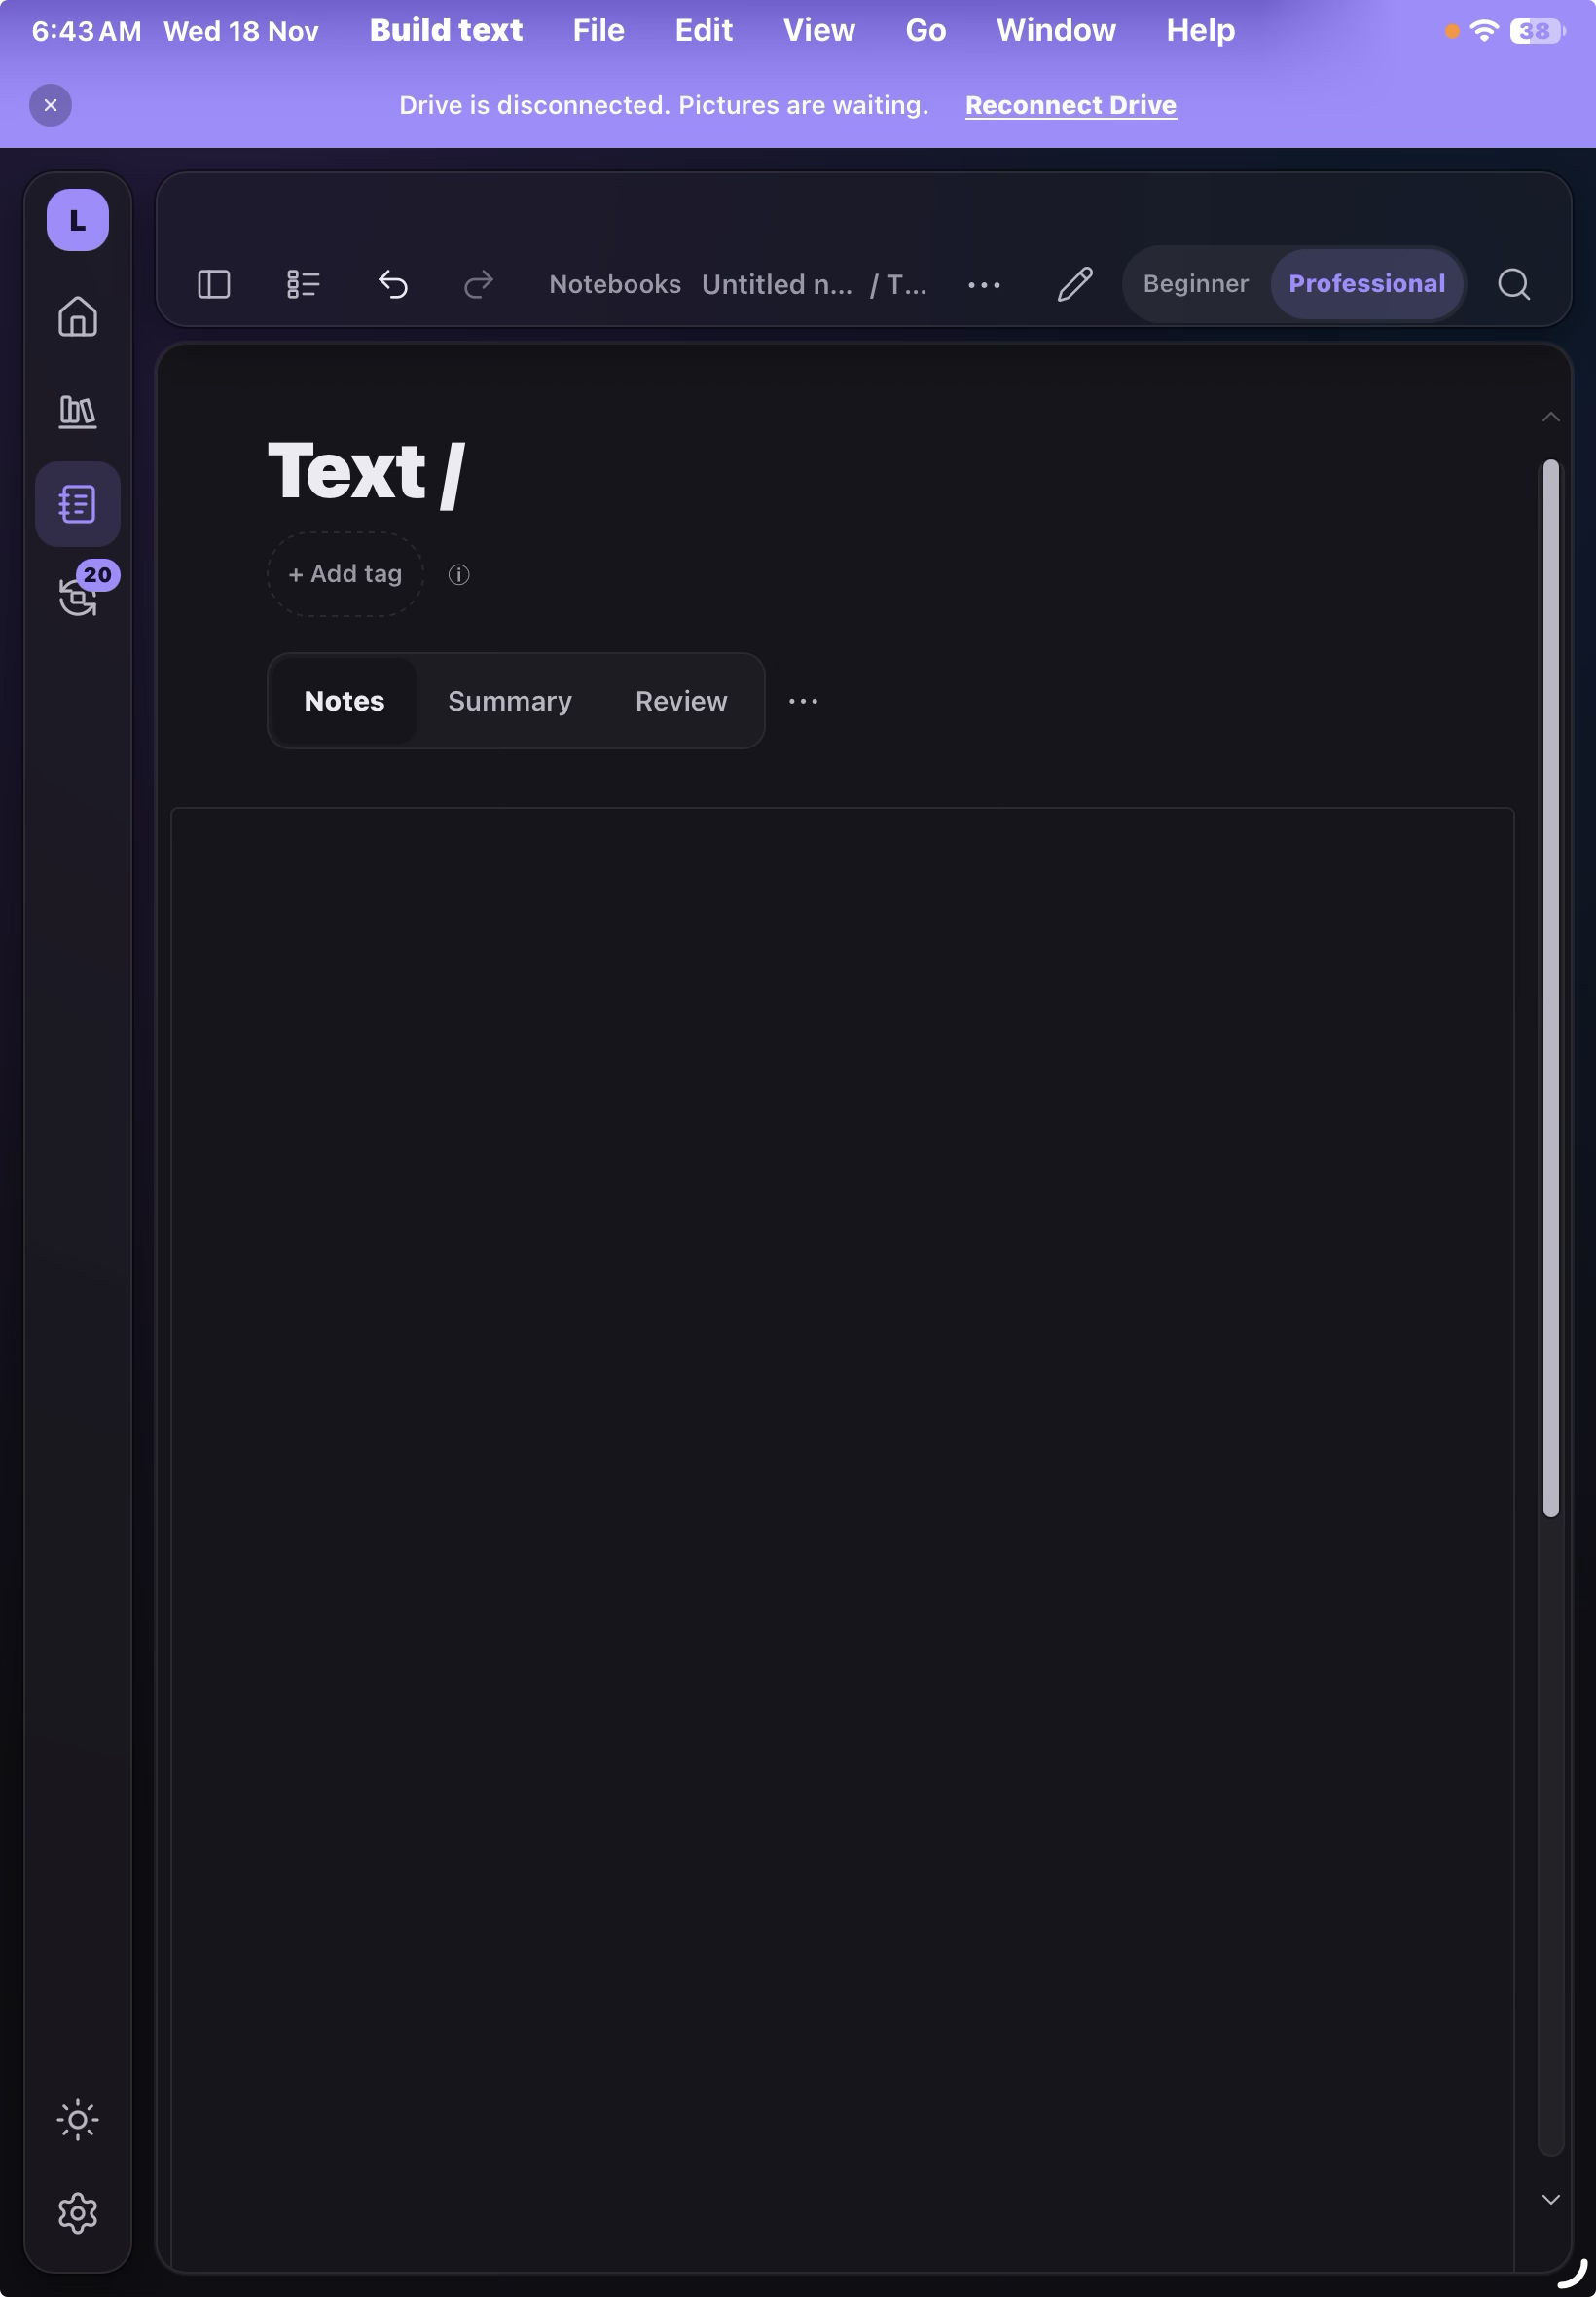 6:43 AM Wed 18 Nov Build text File Edit View Go Window Help 38
Drive is disconnected. Pictures are waiting. Reconnect Drive
L
Notebooks Untitled n... / T... Beginner Professional
Text /
+ Add tag
20
Notes Summary Review